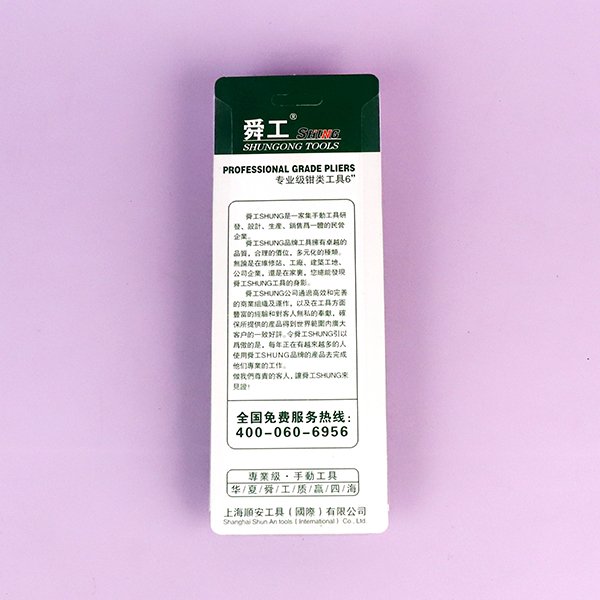 舜工® SHUNG
SHUNGONG TOOLS
PROFESSIONAL GRADE PLIERS
专业级钳类工具6"
舜工SHUNG是一家集手動工具研
發、設計、生産、銷售爲一體的民營
企業。
舜工SHUNG品牌工具擁有卓越的
品質，合理的價位，多元化的種類。
無論是在維修站、工廠、建築工地、
公司企業，還是在家裏，您總能發現
舜工SHUNG工具的身影。
舜工SHUNG公司通過高效和完善
的商業組織及運作，以及在工具方面
豐富的經驗和對客人無私的奉獻，確
保所提供的產品得到世界範圍内廣大
客户的一致好評。令舜工SHUNG引以
爲傲的是，每年正在有越來越多的人
使用舜工SHUNG品牌的產品去完成
他们專業的工作。
做我們尊貴的客人，讓舜工SHUNG來
見證！
全国免费服务热线：
400-060-6956
專業級·手動工具
华/夏/舜/工/质/赢/四/海
上海順安工具（國際）有限公司
Shanghai Shun An tools (International) Co., Ltd